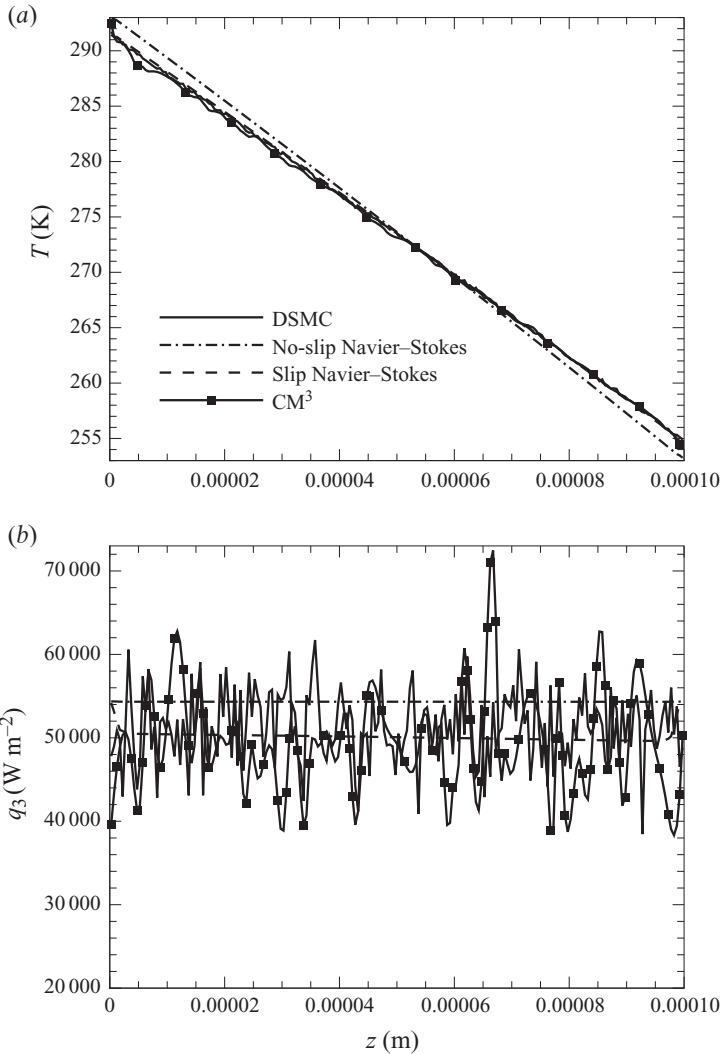 (a)
290
285
280
275
270
265
260
255
T (K)
DSMC
No-slip Navier–Stokes
Slip Navier–Stokes
CM³
0 0.00002 0.00004 0.00006 0.00008 0.00010
(b)
70 000
60 000
50 000
40 000
30 000
20 000
q₃ (W m⁻²)
0 0.00002 0.00004 0.00006 0.00008 0.00010
z (m)